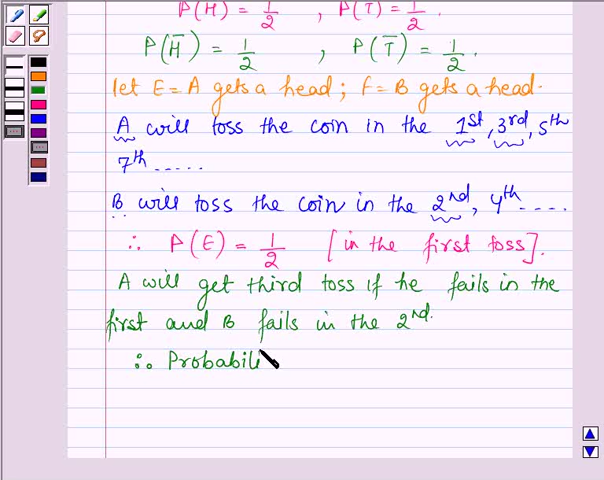 P(H) = 1/2 , P(T) = 1/2.
P(H̄) = 1/2 , P(T̄) = 1/2.
let E = A gets a head ; F = B gets a head.
A will toss the coin in the 1st, 3rd, 5th
7th .....
B will toss the coin in the 2nd, 4th ....
∴ P(E) = 1/2 [in the first toss].
A will get third toss if he fails in the
first and B fails in the 2nd.
∴ Probabili